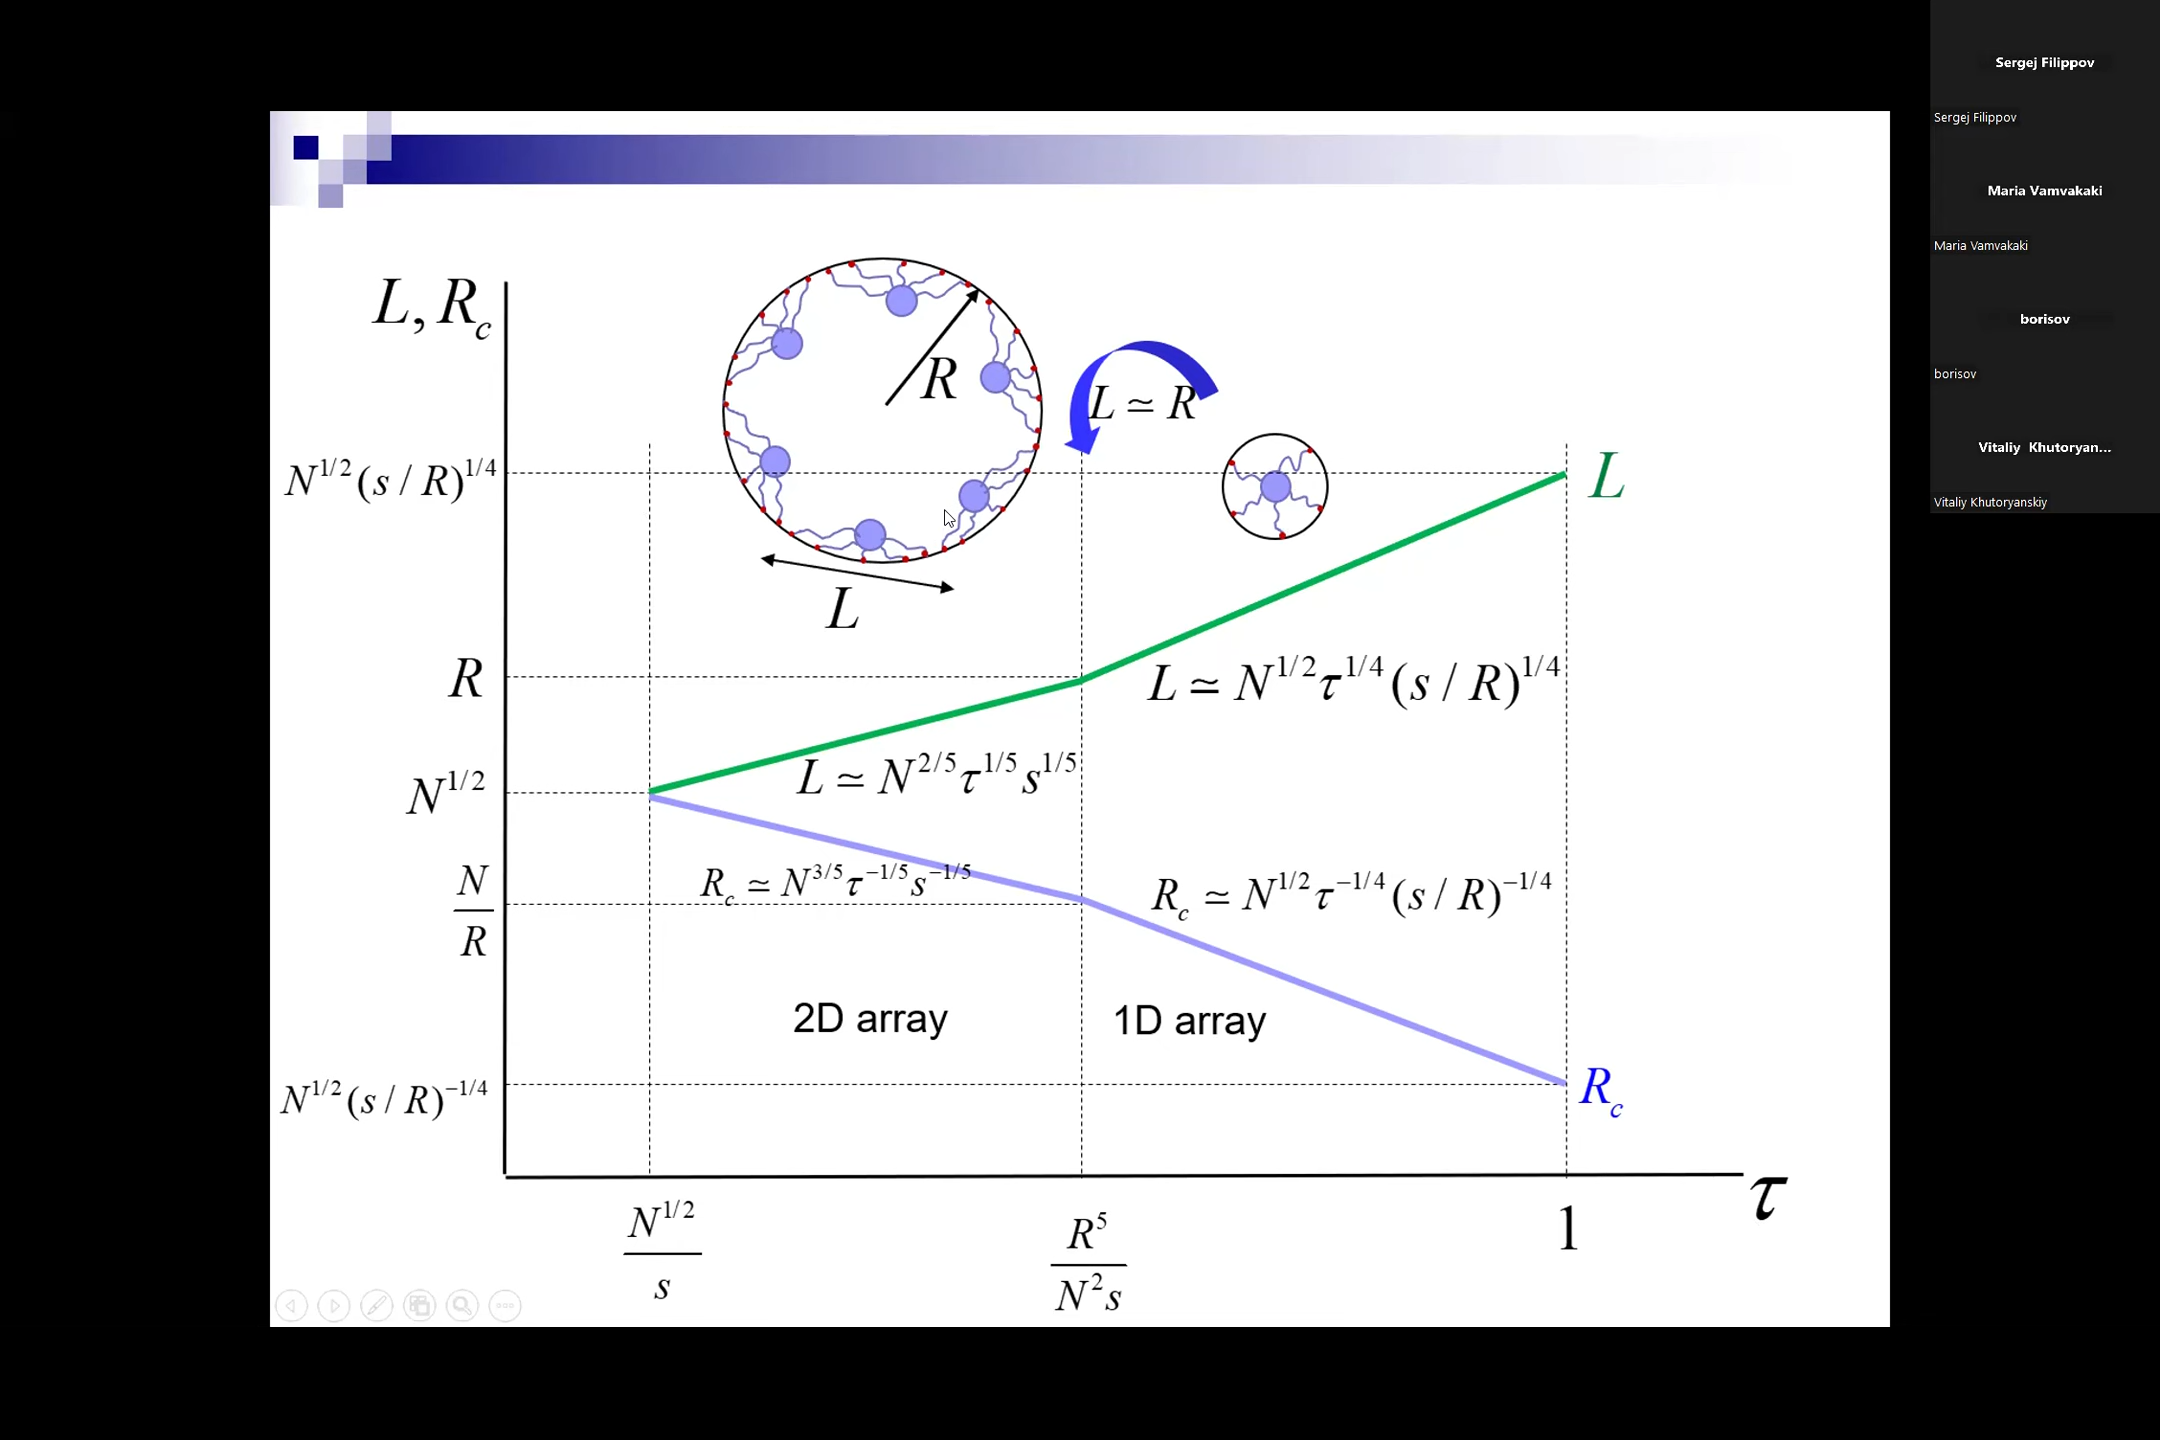 L, R_c
R
L ≃ R
N^{1/2}(s / R)^{1/4}
L
L
R
L ≃ N^{1/2}τ^{1/4}(s / R)^{1/4}
N^{1/2}
L ≃ N^{2/5}τ^{1/5}s^{1/5}
N/R
R_c ≃ N^{3/5}τ^{−1/5}s^{−1/5}
R_c ≃ N^{1/2}τ^{−1/4}(s / R)^{−1/4}
2D array
1D array
N^{1/2}(s / R)^{−1/4}
R_c
τ
N^{1/2}/s
R^5/N^2s
1
Sergej Filippov
Sergej Filippov
Maria Vamvakaki
Maria Vamvakaki
borisov
borisov
Vitaliy Khutoryan...
Vitaliy Khutoryanskiy